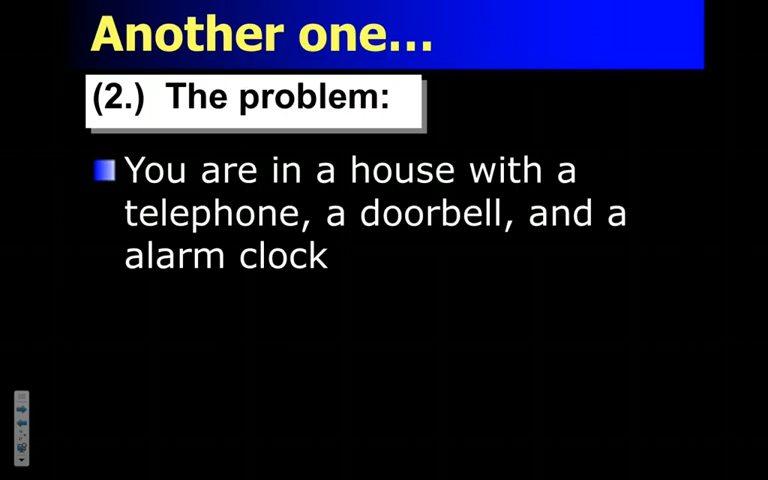 Another one...
(2.) The problem:
You are in a house with a
telephone, a doorbell, and a
alarm clock